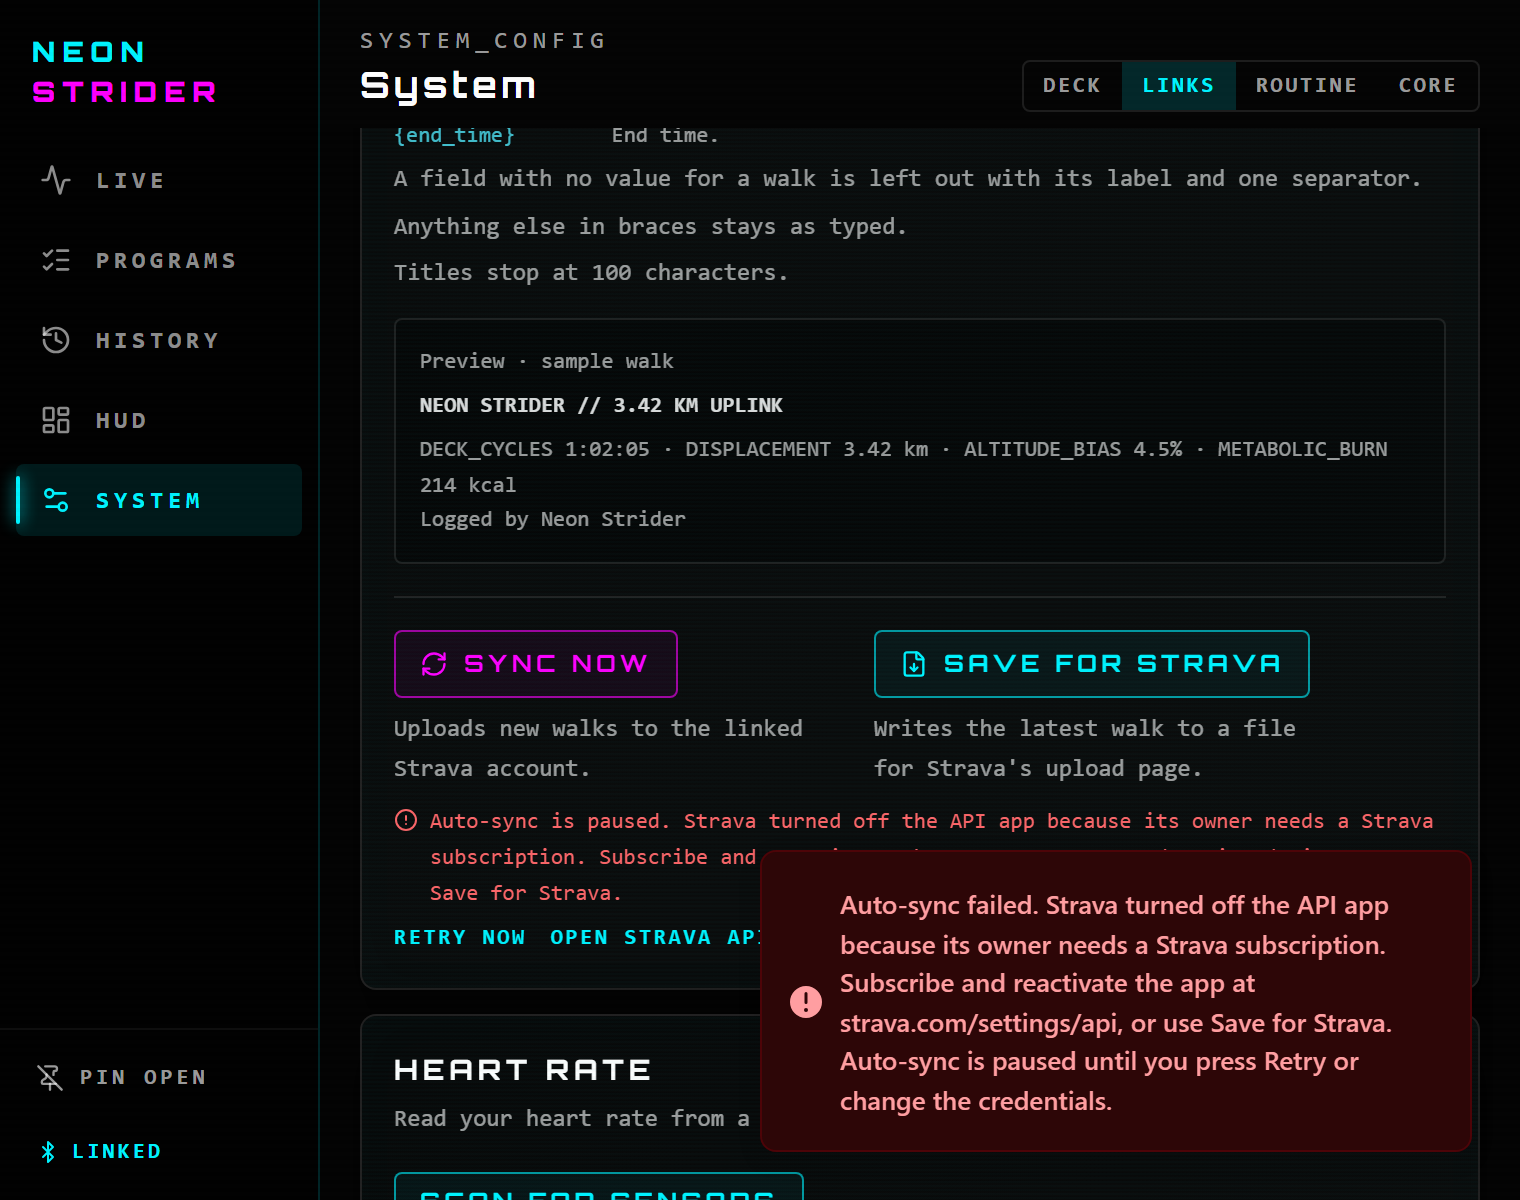 NEON
STRIDER
LIVE
PROGRAMS
HISTORY
HUD
SYSTEM
PIN OPEN
LINKED
SYSTEM_CONFIG
System
DECK LINKS ROUTINE CORE
{end_time} End time.
A field with no value for a walk is left out with its label and one separator.
Anything else in braces stays as typed.
Titles stop at 100 characters.
Preview · sample walk
NEON STRIDER // 3.42 KM UPLINK
DECK_CYCLES 1:02:05 · DISPLACEMENT 3.42 km · ALTITUDE_BIAS 4.5% · METABOLIC_BURN
214 kcal
Logged by Neon Strider
SYNC NOW
Uploads new walks to the linked
Strava account.
SAVE FOR STRAVA
Writes the latest walk to a file
for Strava's upload page.
Auto-sync is paused. Strava turned off the API app because its owner needs a Strava
subscription. Subscribe and
Save for Strava.
RETRY NOW OPEN STRAVA API
Auto-sync failed. Strava turned off the API app
because its owner needs a Strava subscription.
Subscribe and reactivate the app at
strava.com/settings/api, or use Save for Strava.
Auto-sync is paused until you press Retry or
change the credentials.
HEART RATE
Read your heart rate from a
SCAN FOR SENSORS